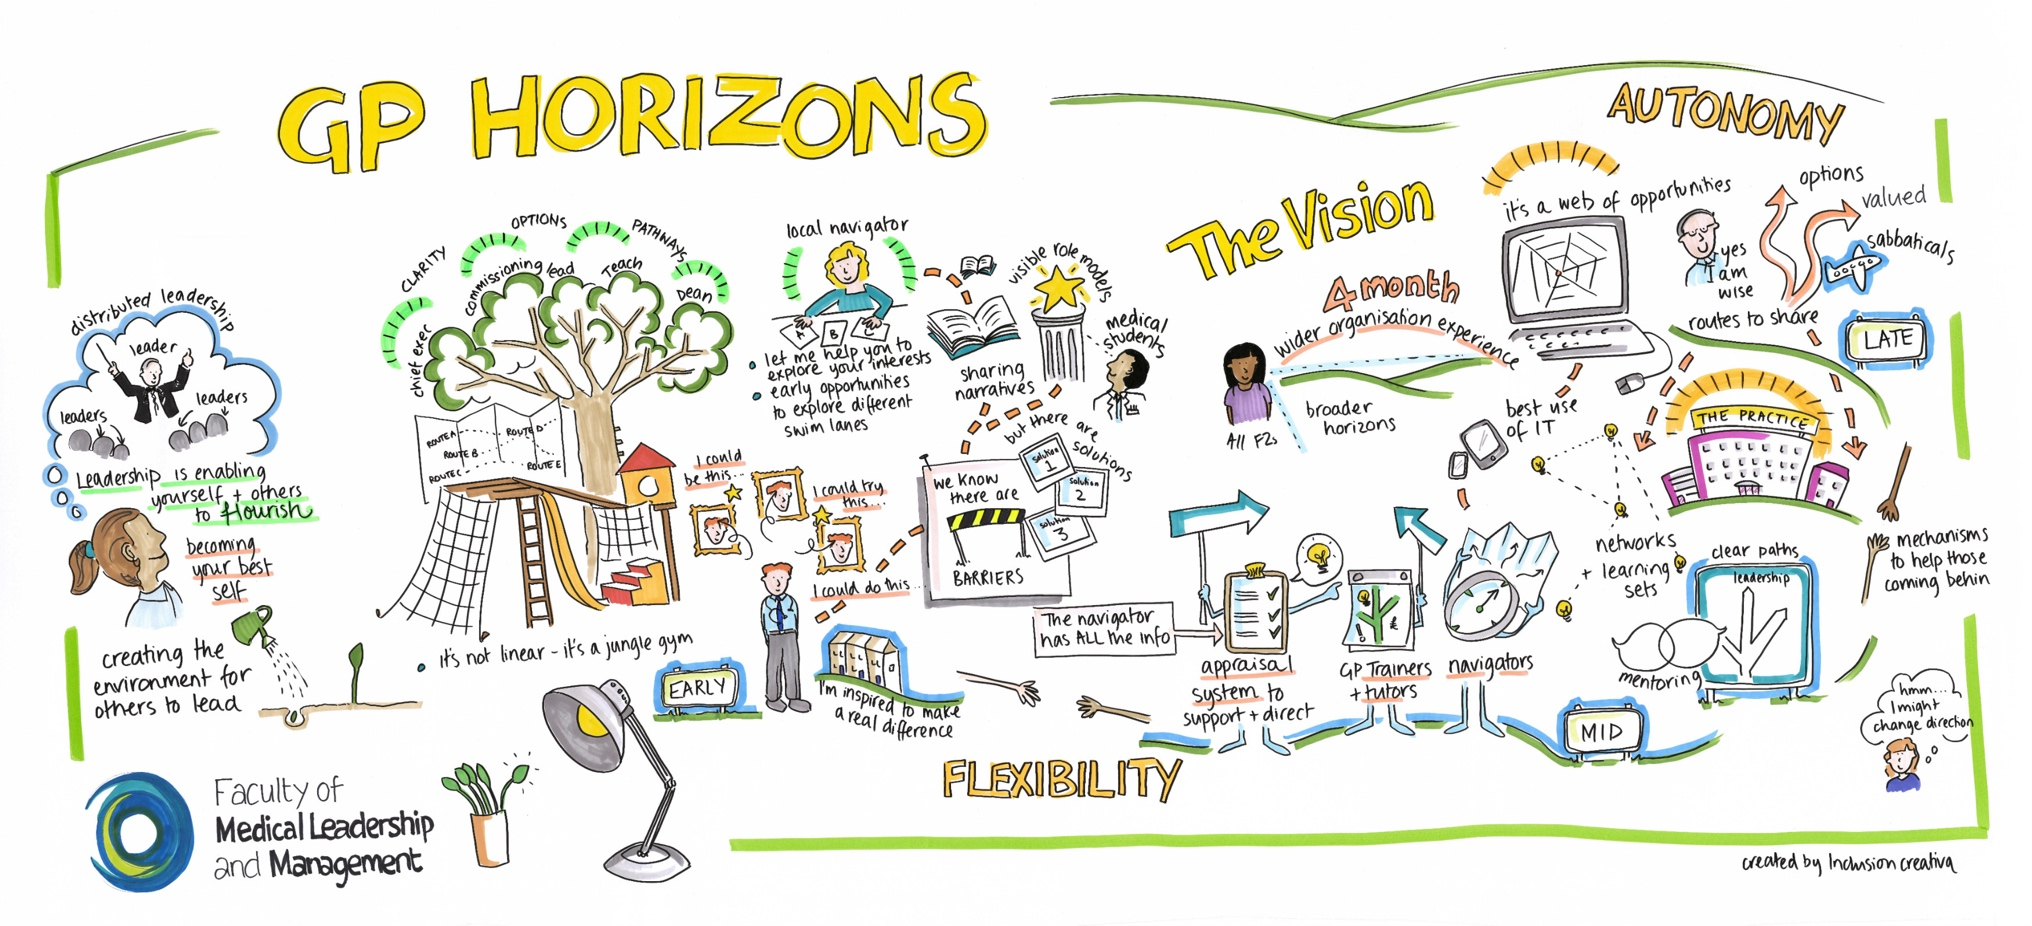 GP HORIZONS
AUTONOMY
The Vision
4 month
wider organisation experience
distributed leadership
leader
leaders
leaders
Leadership is enabling
yourself + others
to flourish
becoming
your best
self
creating the
environment for
others to lead
CLARITY
OPTIONS
PATHWAYS
chief exec
commissioning lead
Teach
Dean
ROUTE A
ROUTE B
ROUTE C
ROUTE D
ROUTE E
it's not linear - it's a jungle gym
local navigator
A
B
let me help you to
explore your interests
early opportunities
to explore different
swim lanes
visible role models
medical
students
sharing
narratives
I could
be this...
I could try
this...
I could do this...
but there are
solutions
solution
1
solution
2
solution
3
we know
there are
BARRIERS
EARLY
I'm inspired to make
a real difference
FLEXIBILITY
All F2s
broader
horizons
it's a web of opportunities
yes
am
wise
options
valued
sabbaticals
routes to share
LATE
best use
of IT
THE PRACTICE
networks
+ learning
sets
mechanisms
to help those
coming behin
The navigator
has ALL the info
appraisal
system to
support + direct
GP Trainers
+ tutors
navigators
clear paths
leadership
mentoring
MID
hmm...
I might
change direction
Faculty of
Medical Leadership
and Management
created by Inclusion creativa